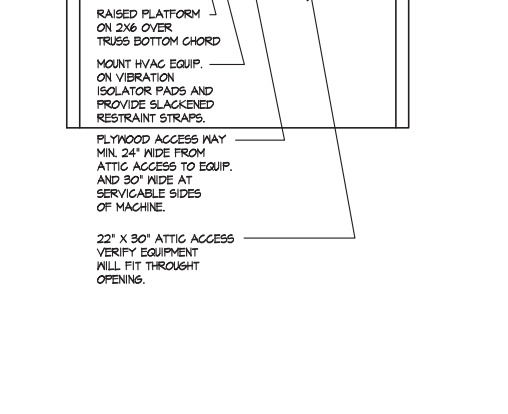 RAISED PLATFORM
ON 2X6 OVER
TRUSS BOTTOM CHORD
MOUNT HVAC EQUIP.
ON VIBRATION
ISOLATOR PADS AND
PROVIDE SLACKENED
RESTRAINT STRAPS.
PLYWOOD ACCESS WAY
MIN. 24" WIDE FROM
ATTIC ACCESS TO EQUIP.
AND 30" WIDE AT
SERVICABLE SIDES
OF MACHINE.
22" X 30" ATTIC ACCESS
VERIFY EQUIPMENT
WILL FIT THROUGHT
OPENING.